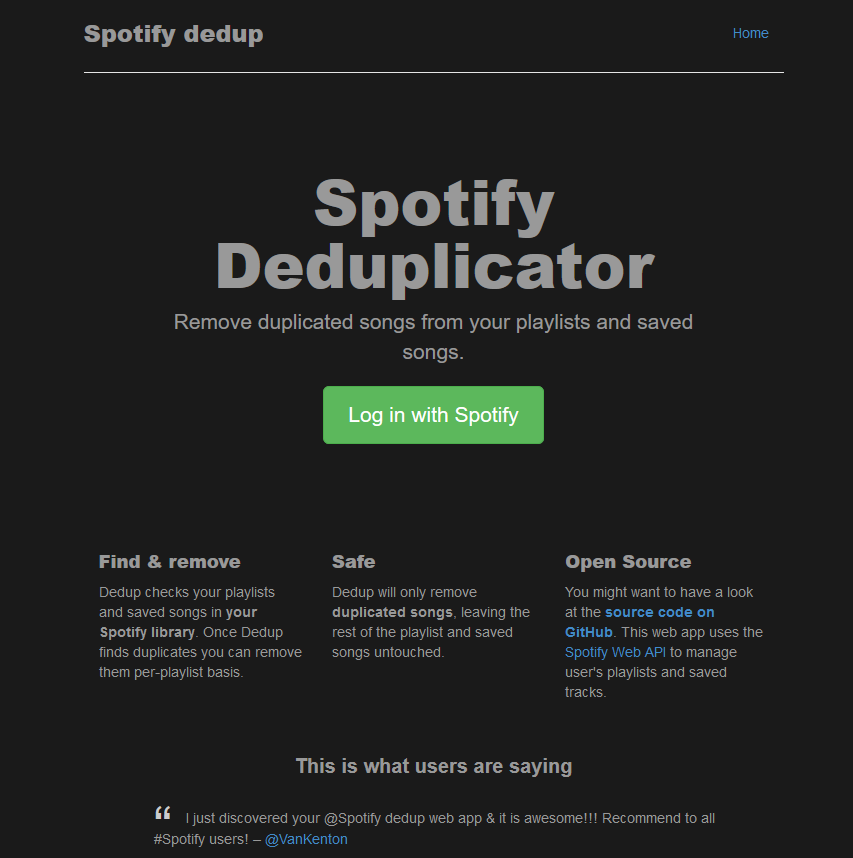 Spotify dedup
Home
Spotify
Deduplicator
Remove duplicated songs from your playlists and saved
songs.
Log in with Spotify
Find & remove
Dedup checks your playlists
and saved songs in your
Spotify library. Once Dedup
finds duplicates you can remove
them per-playlist basis.
Safe
Dedup will only remove
duplicated songs, leaving the
rest of the playlist and saved
songs untouched.
Open Source
You might want to have a look
at the source code on
GitHub. This web app uses the
Spotify Web API to manage
user's playlists and saved
tracks.
This is what users are saying
“ I just discovered your @Spotify dedup web app & it is awesome!!! Recommend to all
#Spotify users! – @VanKenton